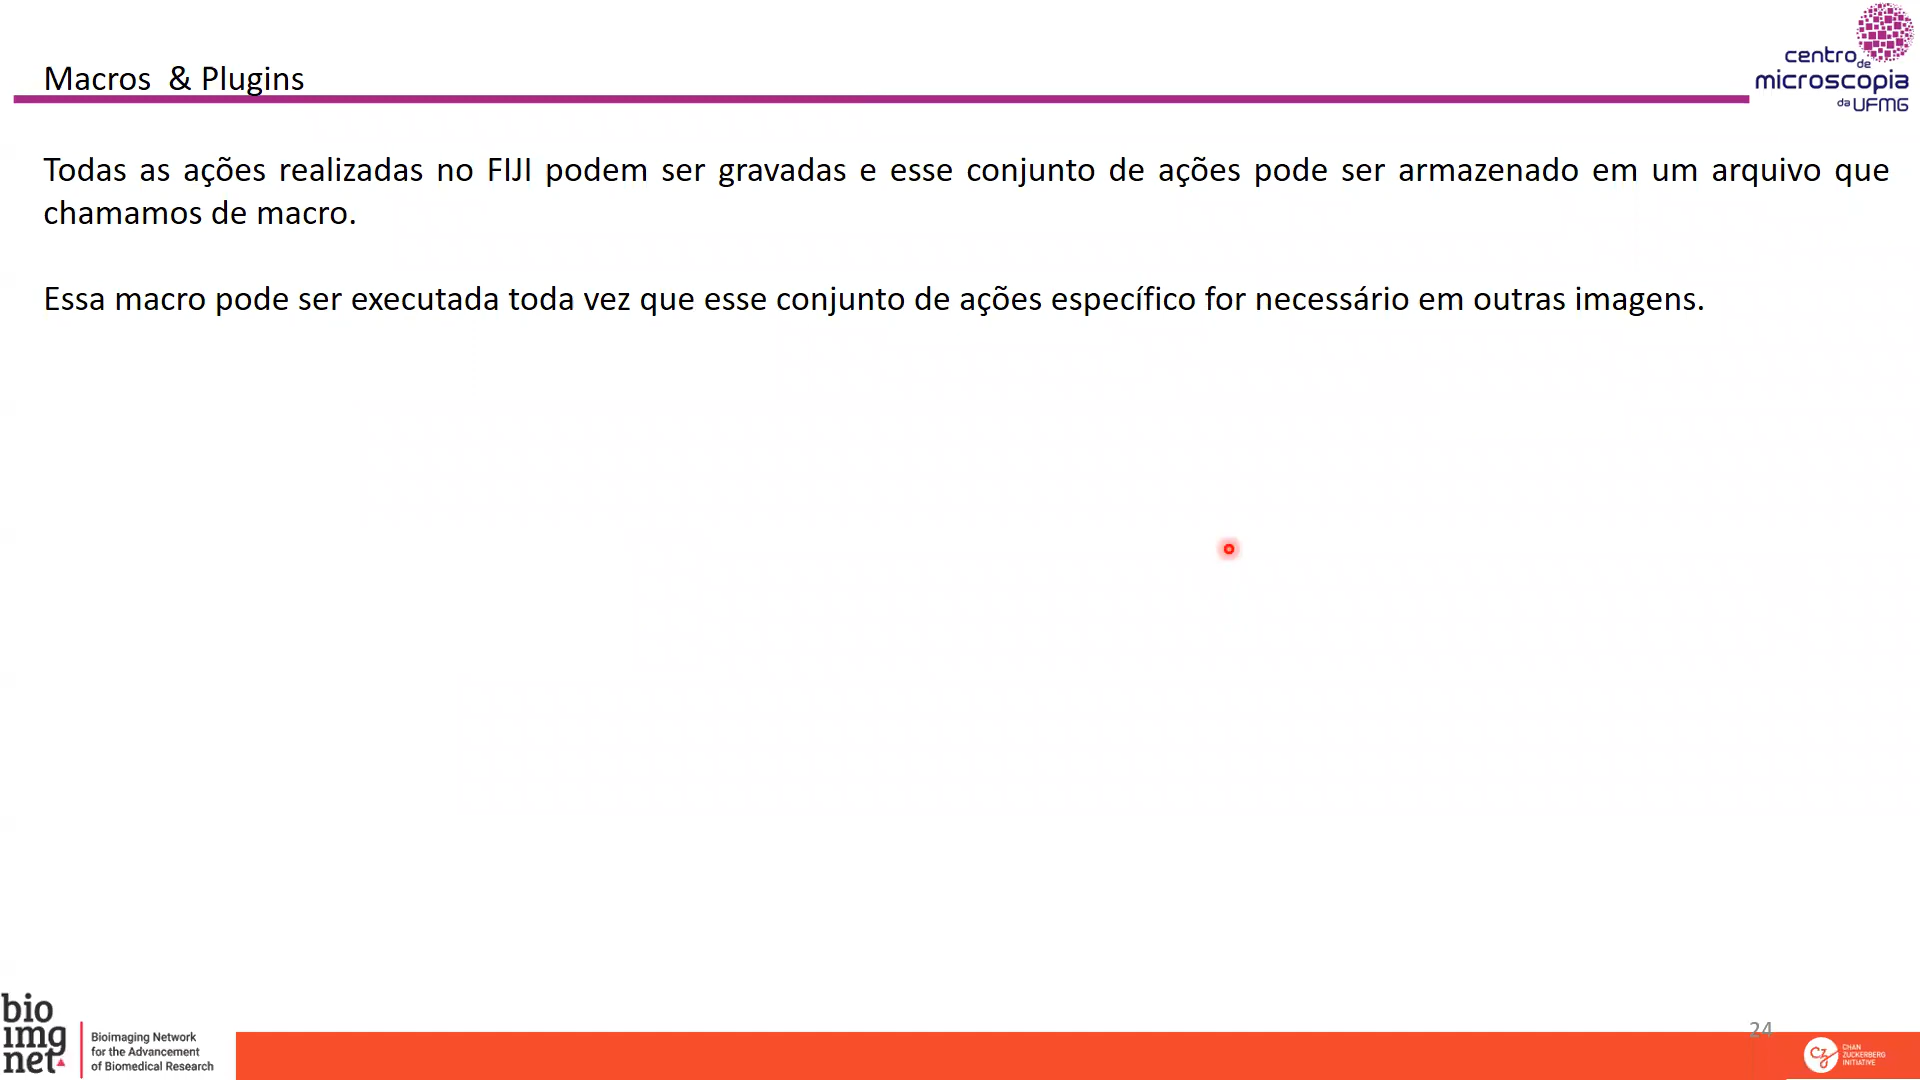 centro de
microscopia
da UFMG
Macros & Plugins
Todas as ações realizadas no FIJI podem ser gravadas e esse conjunto de ações pode ser armazenado em um arquivo que
chamamos de macro.
Essa macro pode ser executada toda vez que esse conjunto de ações específico for necessário em outras imagens.
bio
img
net
Bioimaging Network
for the Advancement
of Biomedical Research
24
CZ
CHAN
ZUCKERBERG
INITIATIVE